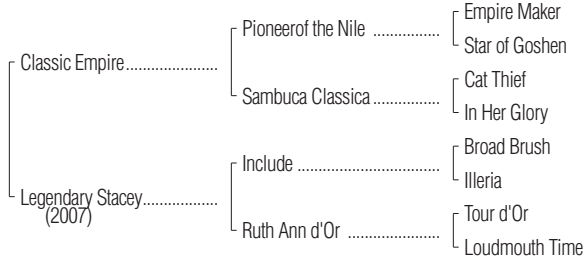 Empire Maker
Pioneerof the Nile ................
Star of Goshen
Classic Empire......................
Cat Thief
Sambuca Classica................
In Her Glory
Broad Brush
Include ..................................
Illeria
Legendary Stacey..................
(2007)
Tour d'Or
Ruth Ann d'Or ......................
Loudmouth Time